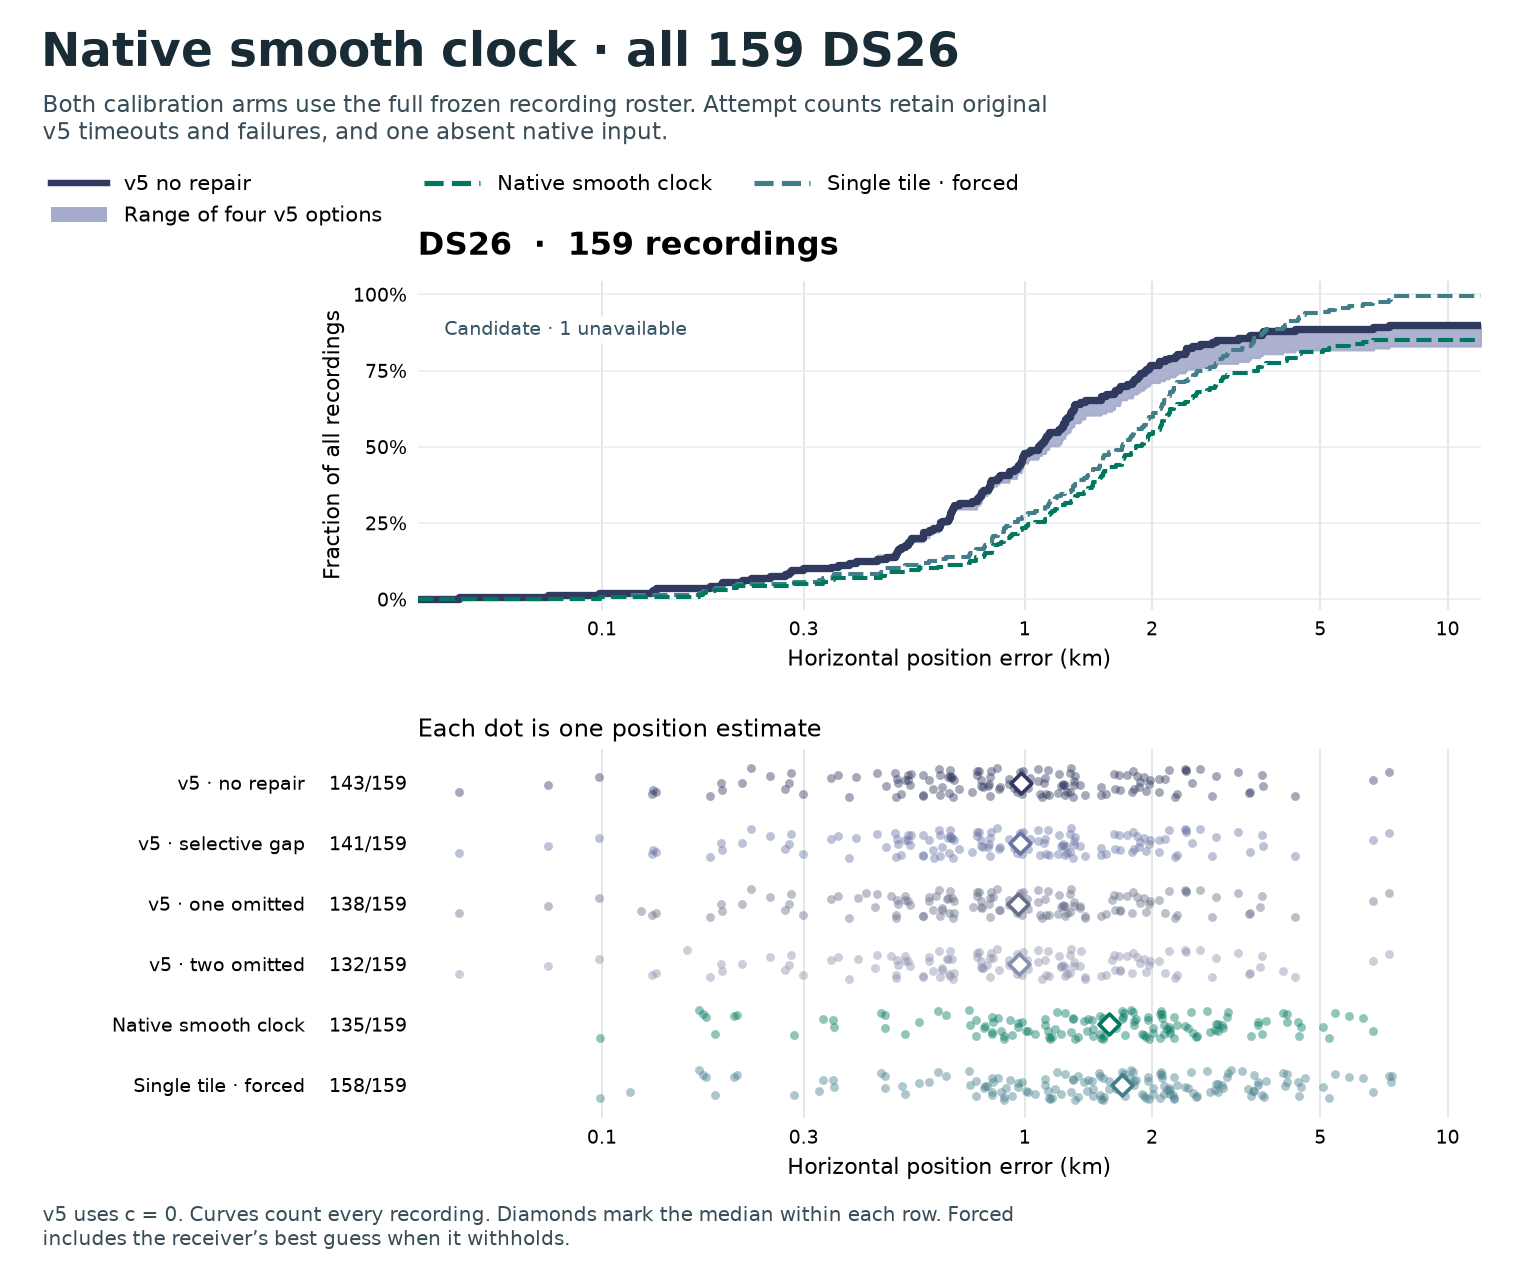 Native smooth clock · all 159 DS26
Both calibration arms use the full frozen recording roster. Attempt counts retain original
v5 timeouts and failures, and one absent native input.
v5 no repair
Native smooth clock
Single tile · forced
Range of four v5 options
DS26 · 159 recordings
100%
75%
50%
25%
0%
Fraction of all recordings
Candidate · 1 unavailable
0.1 0.3 1 2 5 10
Horizontal position error (km)
Each dot is one position estimate
v5 · no repair 143/159
v5 · selective gap 141/159
v5 · one omitted 138/159
v5 · two omitted 132/159
Native smooth clock 135/159
Single tile · forced 158/159
0.1 0.3 1 2 5 10
Horizontal position error (km)
v5 uses c = 0. Curves count every recording. Diamonds mark the median within each row. Forced
includes the receiver’s best guess when it withholds.